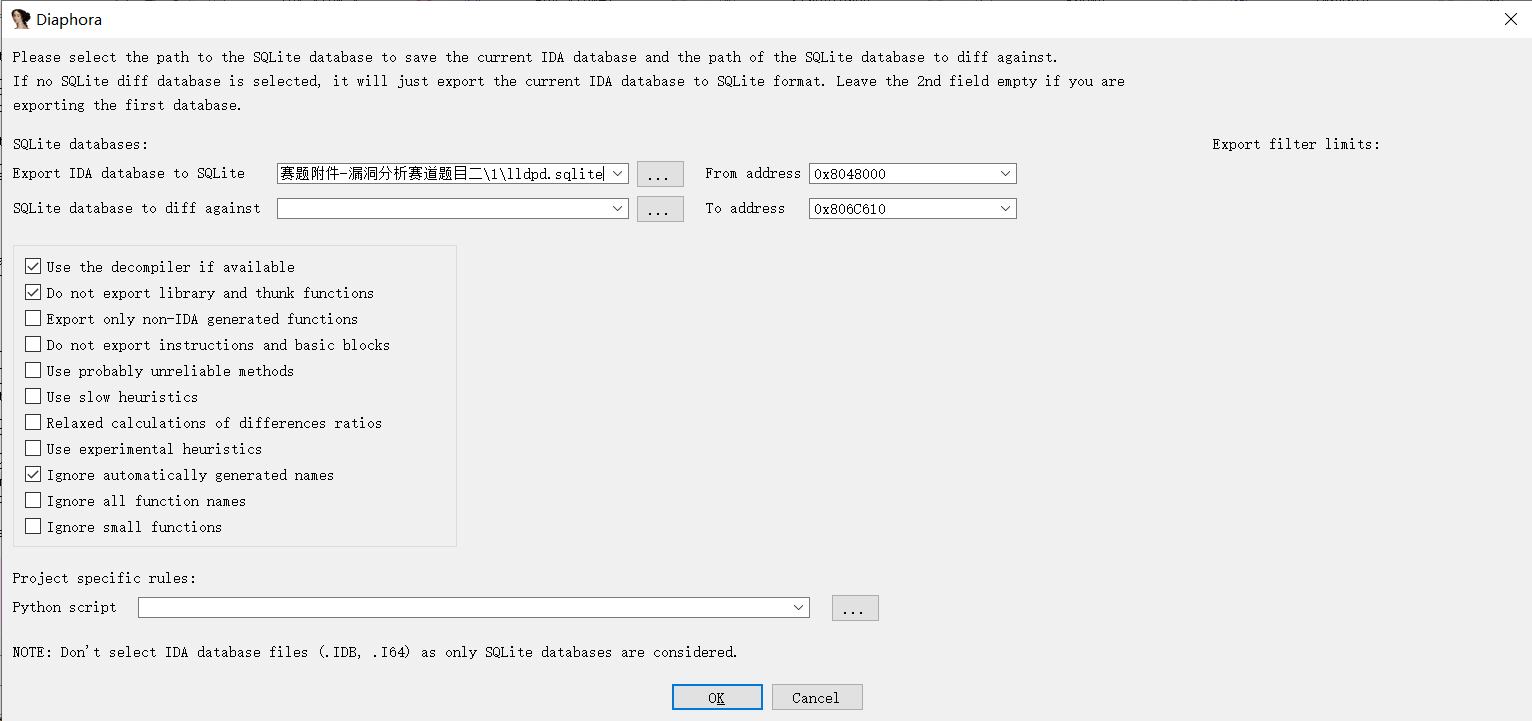 Diaphora
Please select the path to the SQLite database to save the current IDA database and the path of the SQLite database to diff against.
If no SQLite diff database is selected, it will just export the current IDA database to SQLite format. Leave the 2nd field empty if you are
exporting the first database.
SQLite databases:
Export filter limits:
Export IDA database to SQLite
赛题附件-漏洞分析赛道题目二\1\lldpd.sqlite
...
From address
0x8048000
SQLite database to diff against
...
To address
0x806C610
Use the decompiler if available
Do not export library and thunk functions
Export only non-IDA generated functions
Do not export instructions and basic blocks
Use probably unreliable methods
Use slow heuristics
Relaxed calculations of differences ratios
Use experimental heuristics
Ignore automatically generated names
Ignore all function names
Ignore small functions
Project specific rules:
Python script
...
NOTE: Don't select IDA database files (.IDB, .I64) as only SQLite databases are considered.
OK
Cancel